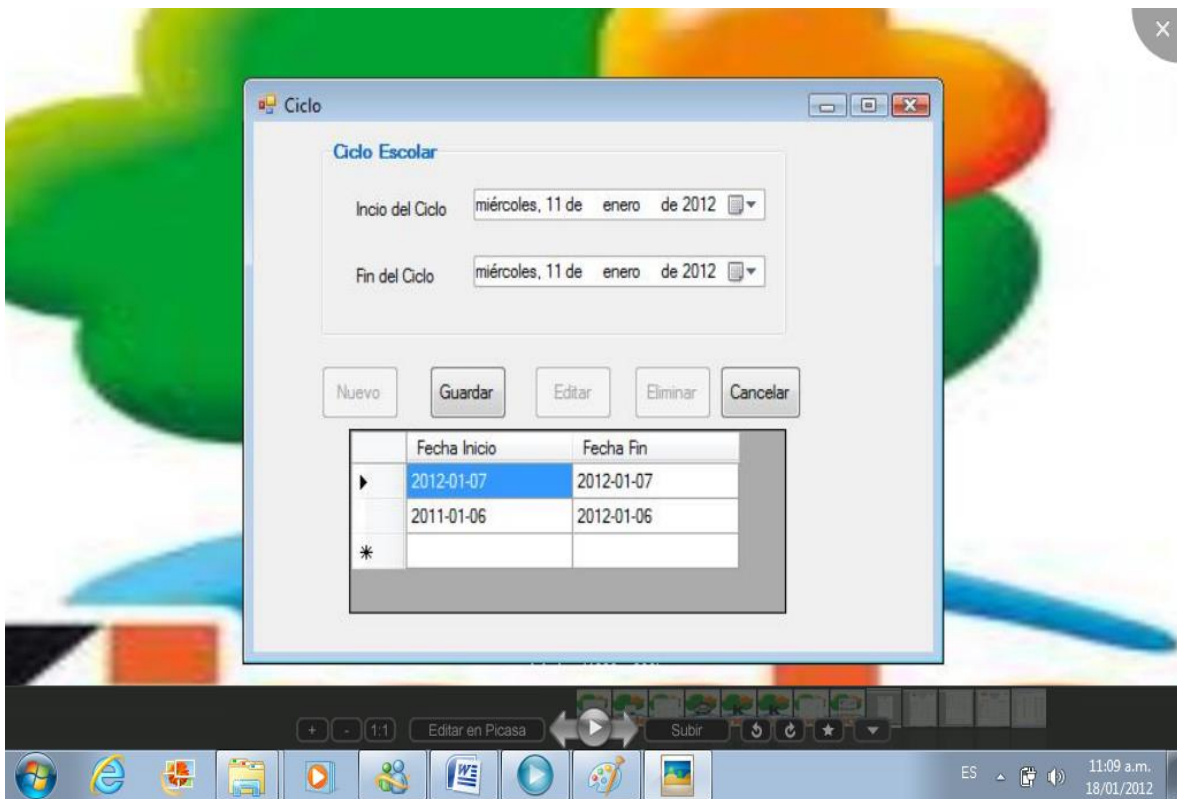 Ciclo
Ciclo Escolar
Incio del Ciclo miércoles, 11 de enero de 2012
Fin del Ciclo miércoles, 11 de enero de 2012
Nuevo Guardar Editar Eliminar Cancelar
Fecha Inicio Fecha Fin
2012-01-07 2012-01-07
2011-01-06 2012-01-06
+ - 1:1 Editar en Picasa Subir
ES 11:09 a.m.
18/01/2012